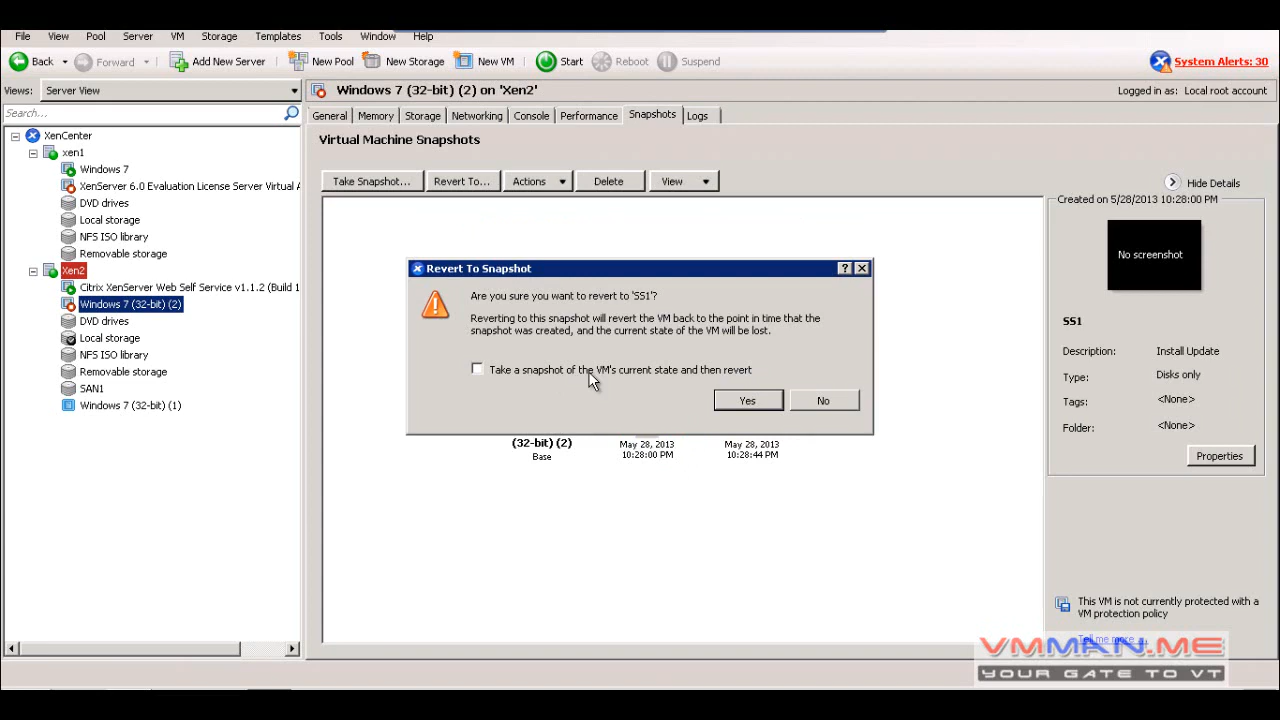 File View Pool Server VM Storage Templates Tools Window Help
Back Forward Add New Server New Pool New Storage New VM Start Reboot Suspend System Alerts: 30
Views: Server View
Windows 7 (32-bit) (2) on 'Xen2' Logged in as: Local root account
Search...
General Memory Storage Networking Console Performance Snapshots Logs
XenCenter
xen1
Windows 7
XenServer 6.0 Evaluation License Server Virtual A
DVD drives
Local storage
NFS ISO library
Removable storage
Xen2
Citrix XenServer Web Self Service v1.1.2 (Build 1
Windows 7 (32-bit) (2)
DVD drives
Local storage
NFS ISO library
Removable storage
SAN1
Windows 7 (32-bit) (1)
Virtual Machine Snapshots
Take Snapshot... Revert To... Actions Delete View
Hide Details
Revert To Snapshot
Are you sure you want to revert to 'SS1'?
Reverting to this snapshot will revert the VM back to the point in time that the
snapshot was created, and the current state of the VM will be lost.
Take a snapshot of the VM's current state and then revert
Yes No
(32-bit) (2) May 28, 2013 May 28, 2013
Base 10:28:00 PM 10:28:44 PM
Created on 5/28/2013 10:28:00 PM
No screenshot
SS1
Description: Install Update
Type: Disks only
Tags: <None>
Folder: <None>
Properties
This VM is not currently protected with a
VM protection policy
Tell me more ...
VMMAN.ME
YOUR GATE TO VT